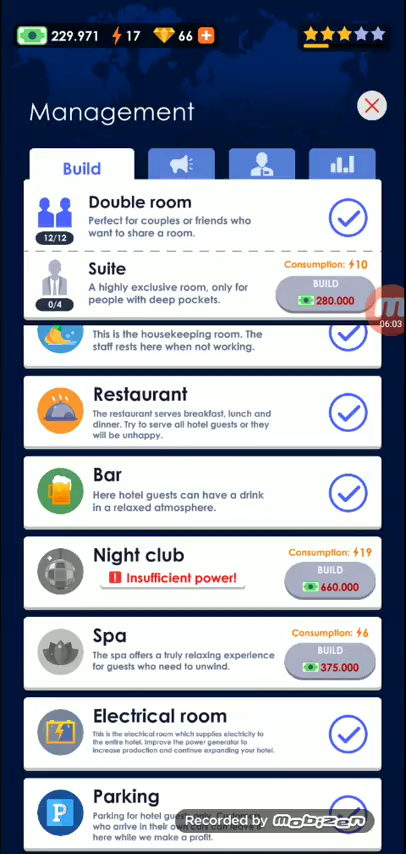 229.971 17 66
Management
Build
Double room
Perfect for couples or friends who
want to share a room.
12/12
Suite
Consumption: 10
A highly exclusive room, only for
people with deep pockets.
BUILD
280.000
0/4
06:03
This is the housekeeping room. The
staff rests here when not working.
Restaurant
The restaurant serves breakfast, lunch and
dinner. Try to serve all hotel guests or they
will be unhappy.
Bar
Here hotel guests can have a drink
in a relaxed atmosphere.
Night club
Consumption: 19
Insufficient power!
BUILD
660.000
Spa
Consumption: 6
The spa offers a truly relaxing experience
for guests who need to unwind.
BUILD
375.000
Electrical room
This is the electrical room which supplies electricity to
the entire hotel. Improve the power generator to
increase production and continue expanding your hotel.
P
Parking
Parking for hotel
who arrive in their
here while we make a profit.
Recorded by mobizen